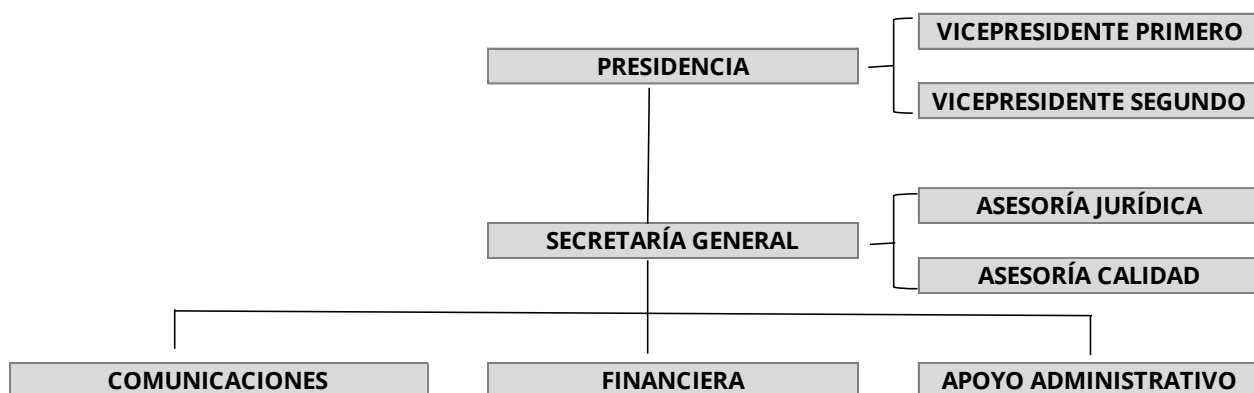 VICEPRESIDENTE PRIMERO
PRESIDENCIA
VICEPRESIDENTE SEGUNDO
ASESORÍA JURÍDICA
SECRETARÍA GENERAL
ASESORÍA CALIDAD
COMUNICACIONES
FINANCIERA
APOYO ADMINISTRATIVO